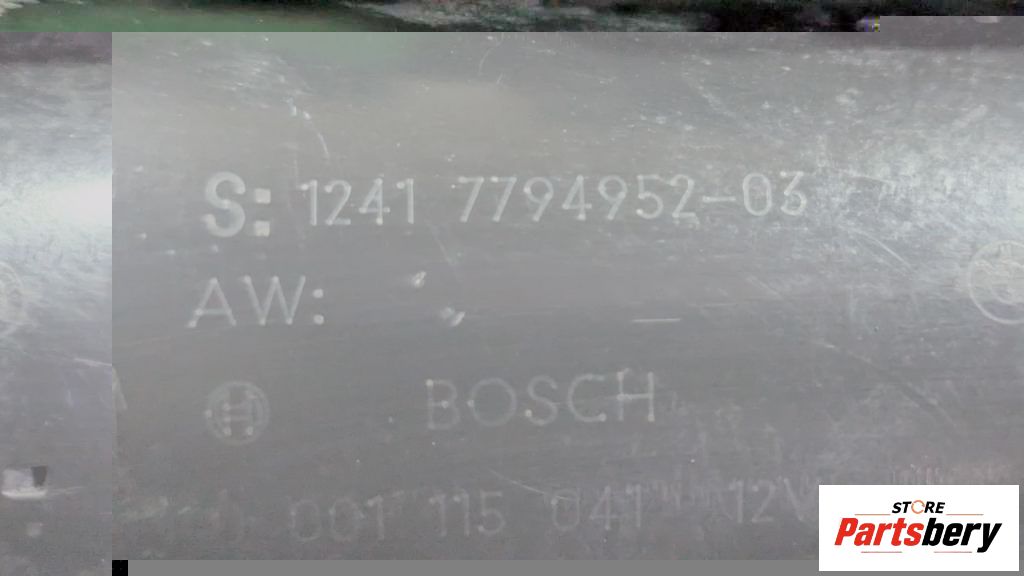 S: 1241 7794952-03
AW:
BOSCH
001 115 041 12V
STORE
Partsbery